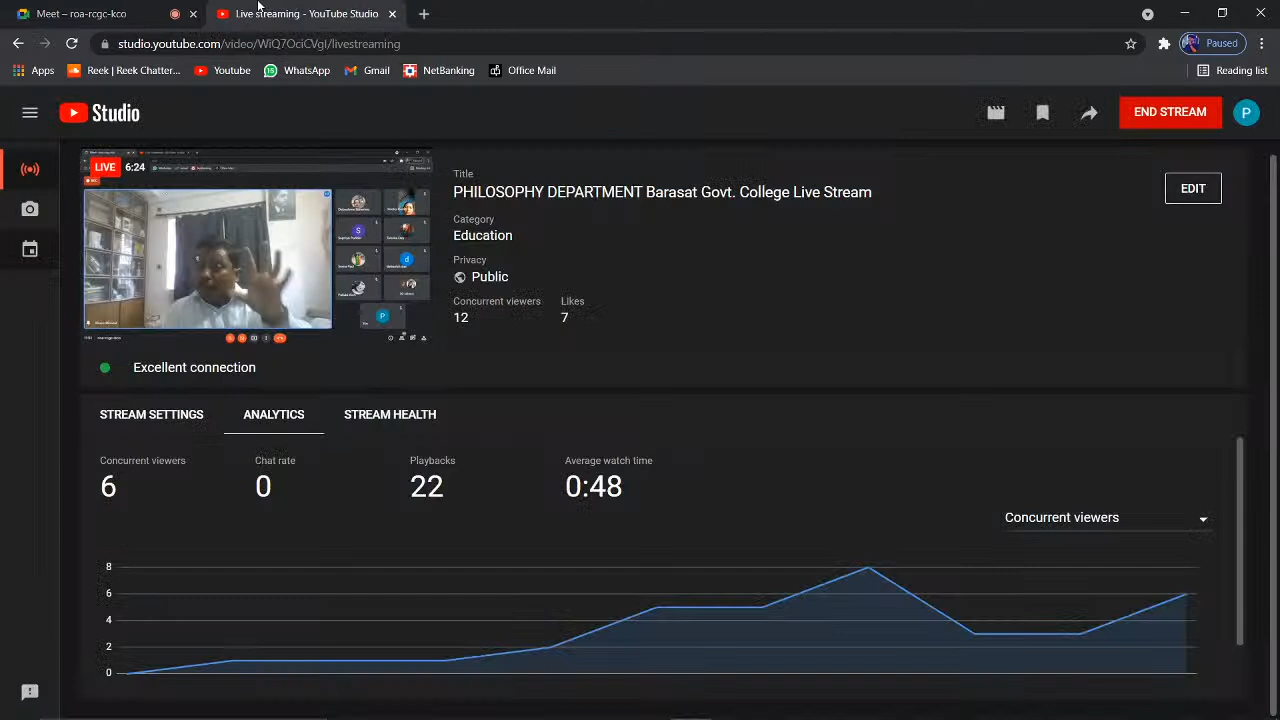 Meet – roa-rcgc-kco
Live streaming - YouTube Studio
studio.youtube.com/video/WiQ7OciCVgI/livestreaming
Paused
Apps
Reek | Reek Chatter...
Youtube
WhatsApp
Gmail
NetBanking
Office Mail
Reading list
Studio
END STREAM
P
LIVE 6:24
Title
PHILOSOPHY DEPARTMENT Barasat Govt. College Live Stream
EDIT
Category
Education
Privacy
Public
Concurrent viewers
12
Likes
7
S
d
P
Excellent connection
STREAM SETTINGS
ANALYTICS
STREAM HEALTH
Concurrent viewers
6
Chat rate
0
Playbacks
22
Average watch time
0:48
Concurrent viewers
8
6
4
2
0